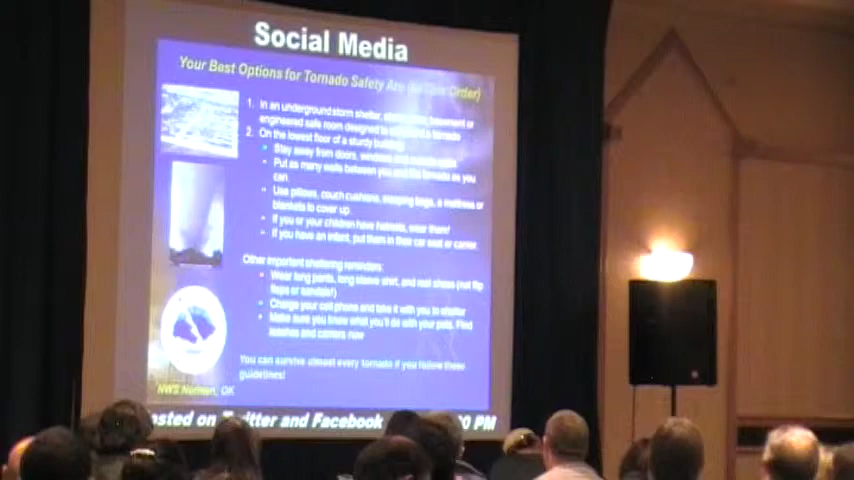 Social Media
Your Best Options for Tornado Safety Are (In This Order)
1. In an underground storm shelter, basement or
engineered safe room designed to a tornado
2. On the lowest floor of a sturdy building
Stay away from doors, windows
Put as many walls between you and the tornado as you
can
Use pillows, couch cushions, sleeping bags, a mattress or
blankets to cover up.
If you or your children have helmets, wear them!
If you have an infant, put them in their car seat or carrier
Other important sheltering reminders:
Wear long pants, long sleeve shirt, and real shoes (not flip
flops or sandals!)
Charge your cell phone and take it with you to shelter
Make sure you know what you'll do with your pets. Find
leashes and carriers now
You can survive almost every tornado if you follow these
guidelines!
NWS Norman, OK
osted on Twitter and Facebook 0 PM